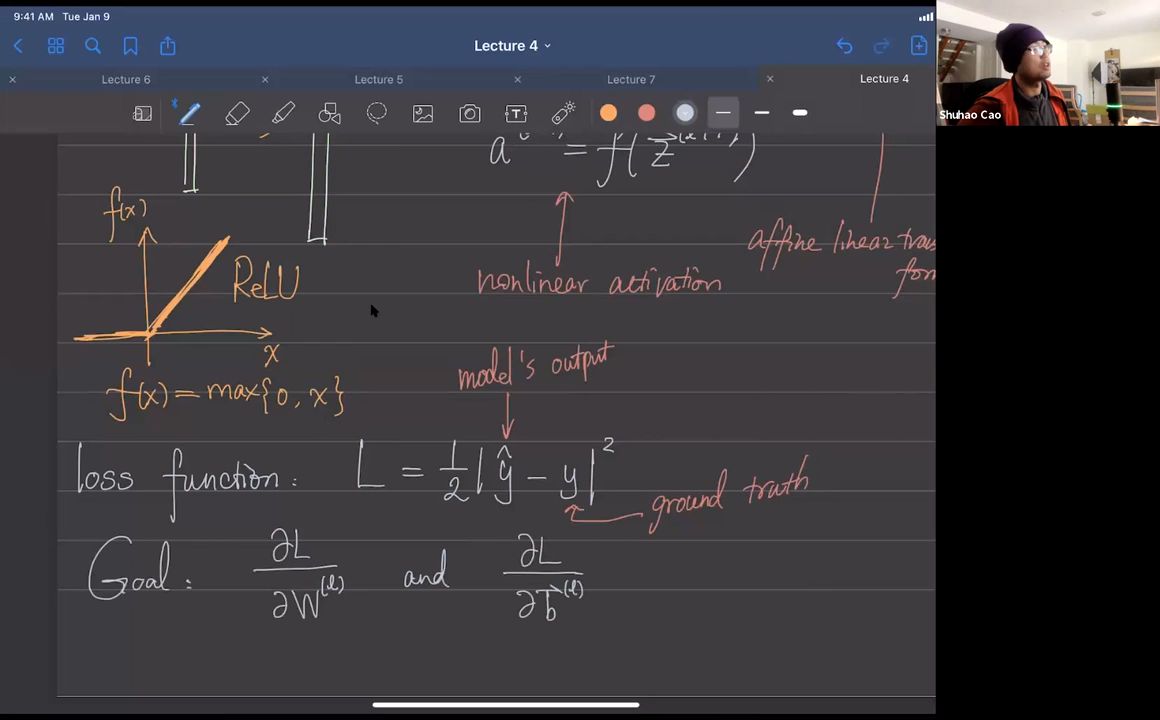 9:41 AM Tue Jan 9
Lecture 4
Lecture 6
Lecture 5
Lecture 7
Lecture 4
Shuhao Cao
a = f(z⃗)
f(x)
ReLU
x
f(x) = max{0, x}
nonlinear activation
affine linear trans
form
model's output
loss function: L = 1/2 |ŷ - y|²
ground truth
Goal: ∂L/∂W⁽ˡ⁾ and ∂L/∂b⃗⁽ˡ⁾